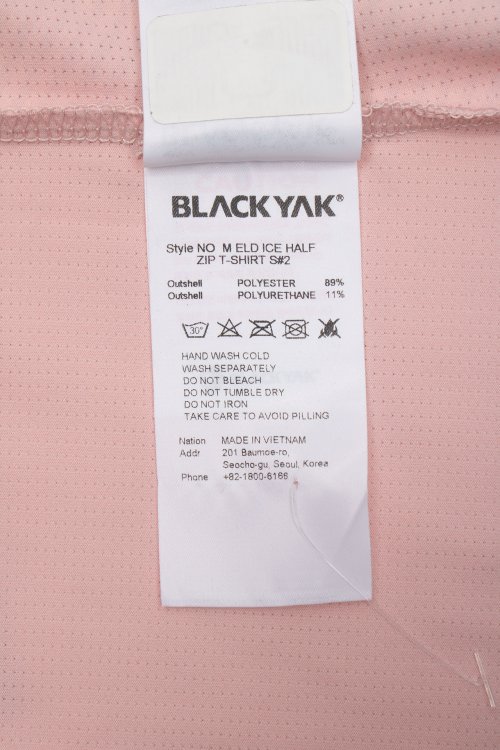 BLACKYAK®
Style NO M ELD ICE HALF
ZIP T-SHIRT S#2
Outshell POLYESTER 89%
Outshell POLYURETHANE 11%
30°
HAND WASH COLD
WASH SEPARATELY
DO NOT BLEACH
DO NOT TUMBLE DRY
DO NOT IRON
TAKE CARE TO AVOID PILLING
Nation MADE IN VIETNAM
Addr 201 Baumoe-ro,
Seocho-gu, Seoul, Korea
Phone +82-1800-6166